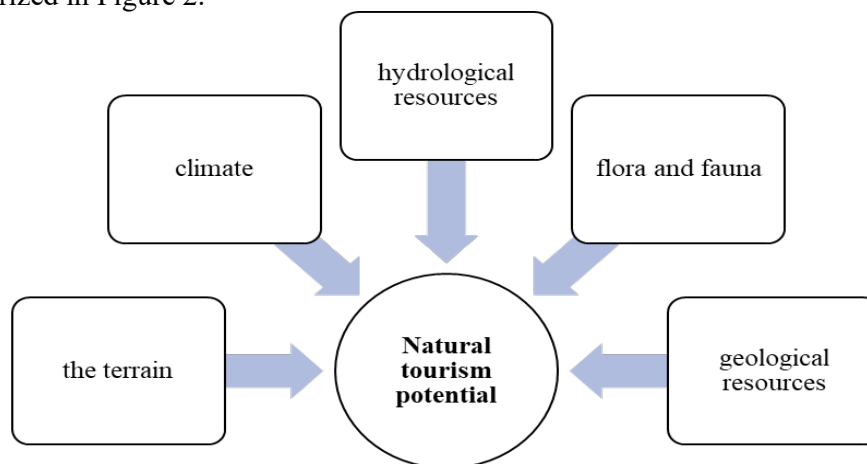 rized in Figure 2.
hydrological
resources
climate
flora and fauna
Natural
tourism
potential
the terrain
geological
resources